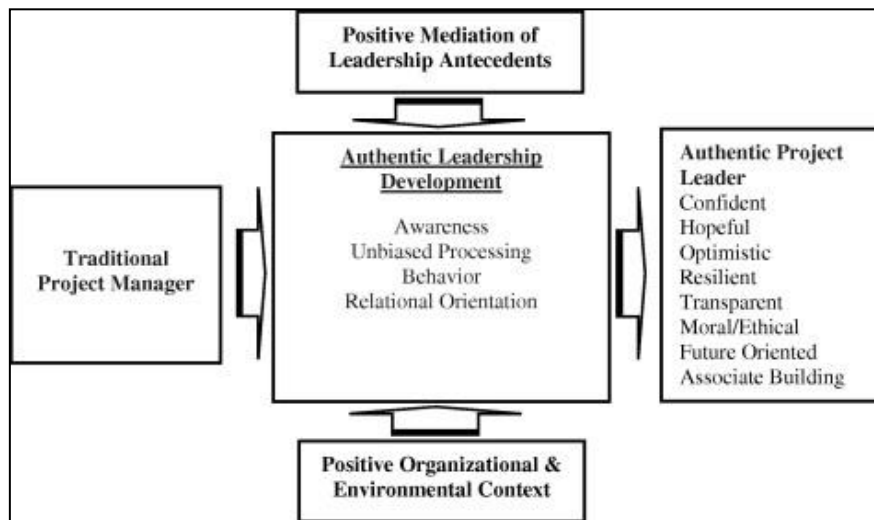 Positive Mediation of
Leadership Antecedents
Traditional
Project Manager
Authentic Leadership
Development
Awareness
Unbiased Processing
Behavior
Relational Orientation
Authentic Project
Leader
Confident
Hopeful
Optimistic
Resilient
Transparent
Moral/Ethical
Future Oriented
Associate Building
Positive Organizational &
Environmental Context